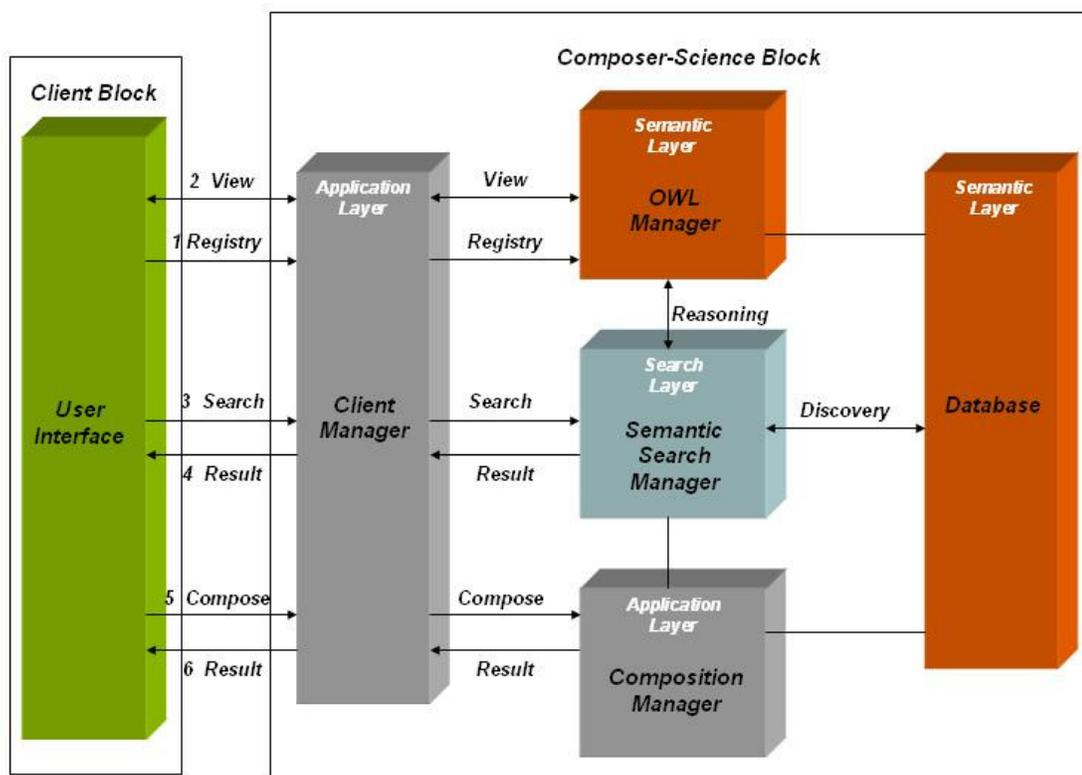 Composer-Science Block
Client Block
Semantic
Layer
OWL
Manager
Semantic
Layer
Application
Layer
2 View
View
1 Registry
Registry
Reasoning
Search
Layer
Semantic
Search
Manager
User
Interface
3 Search
Client
Manager
Search
Discovery
Database
4 Result
Result
5 Compose
Compose
Application
Layer
Composition
Manager
6 Result
Result